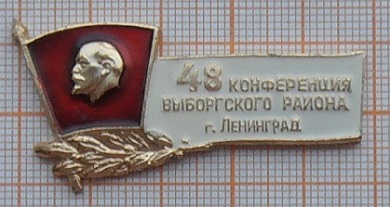 48 КОНФЕРЕНЦИЯ
ВЫБОРГСКОГО РАЙОНА
г. ЛЕНИНГРАД